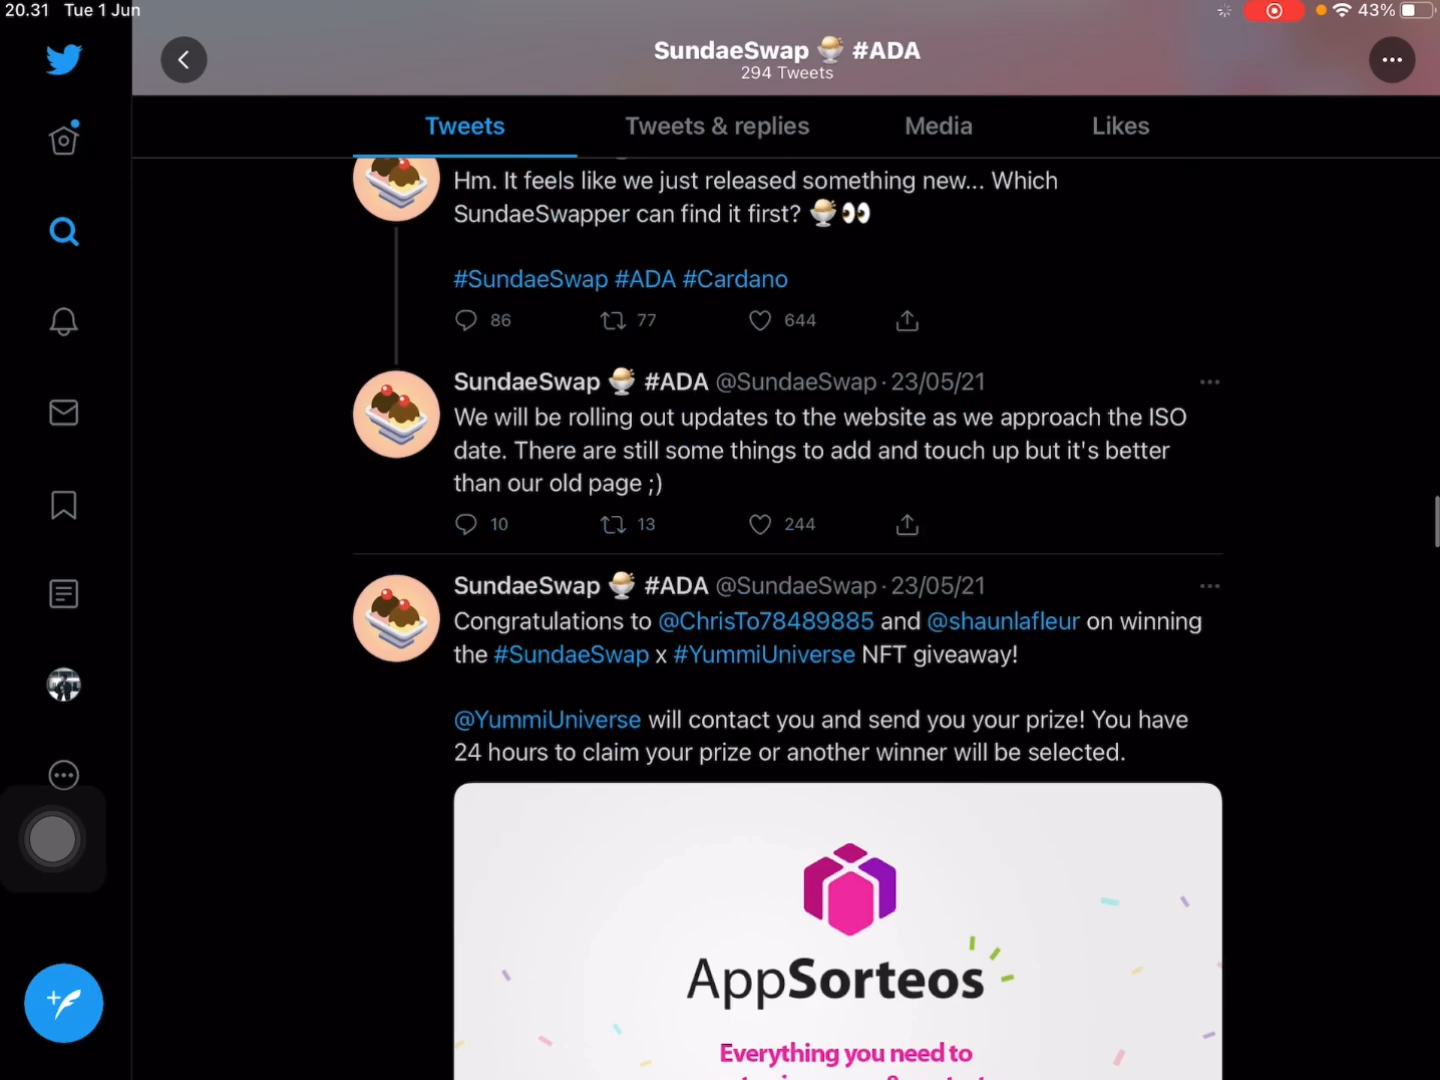 20.31 Tue 1 Jun
43%
SundaeSwap 🍨 #ADA
294 Tweets
Tweets
Tweets & replies
Media
Likes
Hm. It feels like we just released something new... Which
SundaeSwapper can find it first? 🍨👀
#SundaeSwap #ADA #Cardano
86 77 644
SundaeSwap 🍨 #ADA @SundaeSwap · 23/05/21
We will be rolling out updates to the website as we approach the ISO
date. There are still some things to add and touch up but it's better
than our old page ;)
10 13 244
SundaeSwap 🍨 #ADA @SundaeSwap · 23/05/21
Congratulations to @ChrisTo78489885 and @shaunlafleur on winning
the #SundaeSwap x #YummiUniverse NFT giveaway!
@YummiUniverse will contact you and send you your prize! You have
24 hours to claim your prize or another winner will be selected.
AppSorteos
Everything you need to